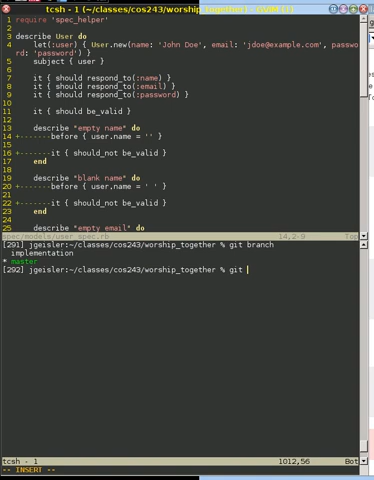 tcsh - 1 (~/classes/cos243/worship_together)
1 require 'spec_helper'
2
3 describe User do
4     let(:user) { User.new(name: 'John Doe', email: 'jdoe@example.com', passwo
rd: 'password') }
5     subject { user }
6
7     it { should respond_to(:name) }
8     it { should respond_to(:email) }
9     it { should respond_to(:password) }
10
11     it { should be_valid }
12
13     describe "empty name" do
14 +-------before { user.name = '' }
15
16 +-------it { should_not be_valid }
17     end
18
19     describe "blank name" do
20 +-------before { user.name = ' ' }
21
22 +-------it { should_not be_valid }
23     end
24
25     describe "empty email" do
spec/models/user_spec.rb 14,2-9 Top
[291] jgeisler:~/classes/cos243/worship_together % git branch
  implementation
* master
[292] jgeisler:~/classes/cos243/worship_together % git
tcsh - 1 1012,56 Bot
-- INSERT --